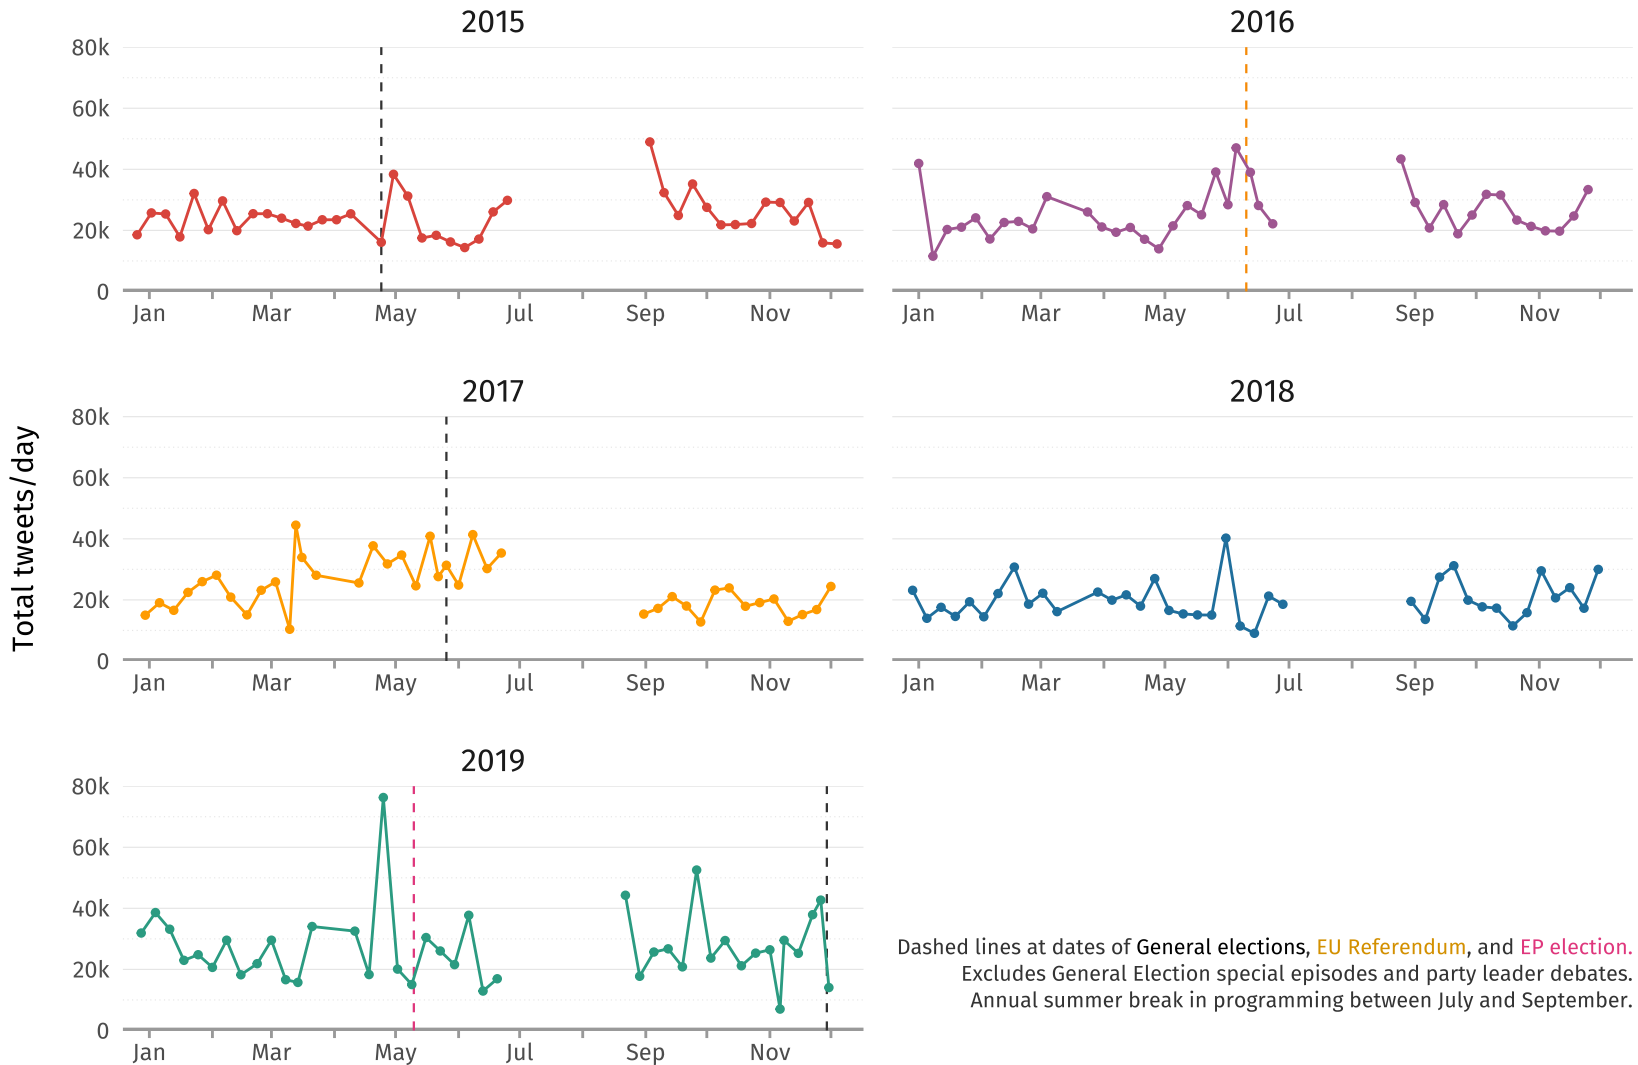 2015
2016
80k
60k
40k
20k
0
Jan Mar May Jul Sep Nov
Jan Mar May Jul Sep Nov
2017
2018
Total tweets/day
80k
60k
40k
20k
0
Jan Mar May Jul Sep Nov
Jan Mar May Jul Sep Nov
2019
80k
60k
40k
20k
0
Jan Mar May Jul Sep Nov
Dashed lines at dates of General elections, EU Referendum, and EP election.
Excludes General Election special episodes and party leader debates.
Annual summer break in programming between July and September.